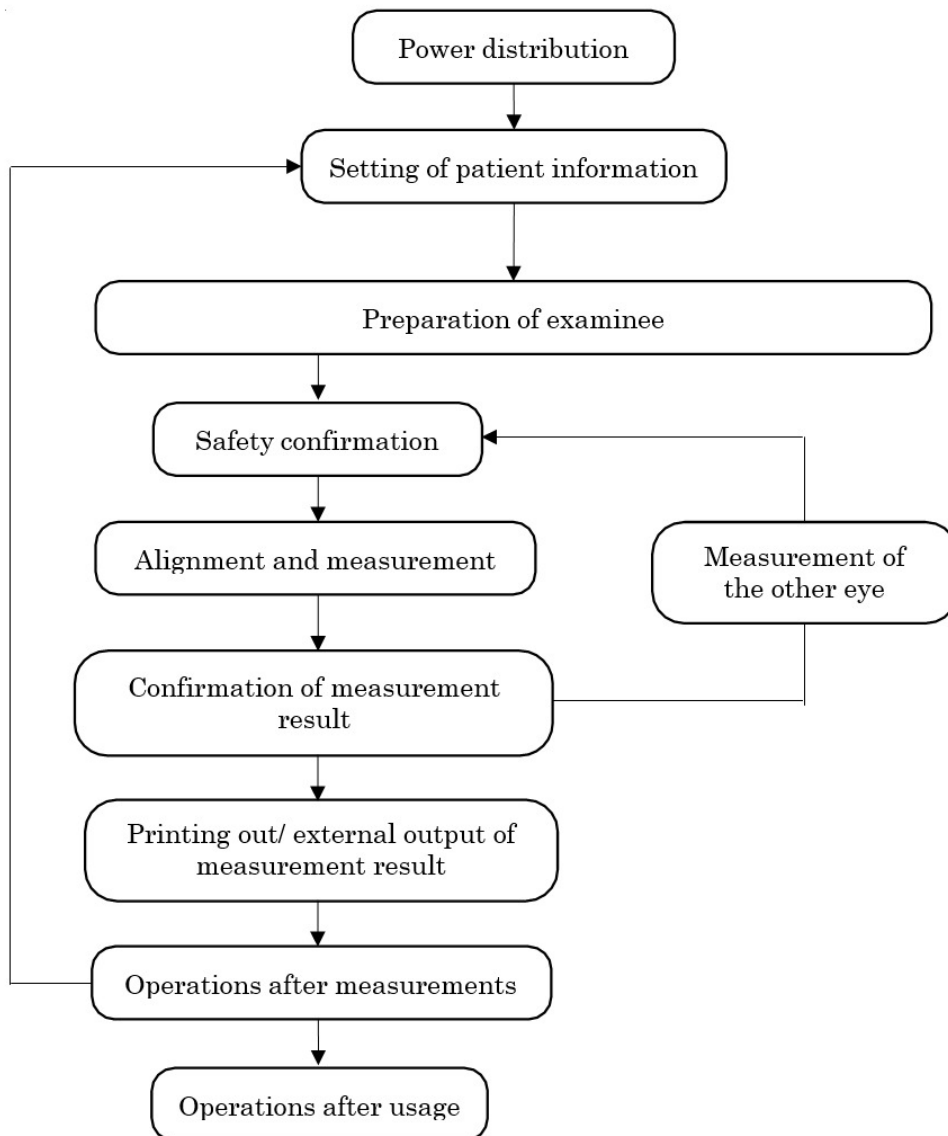 Power distribution
Setting of patient information
Preparation of examinee
Safety confirmation
Alignment and measurement
Measurement of
the other eye
Confirmation of measurement
result
Printing out/ external output of
measurement result
Operations after measurements
Operations after usage